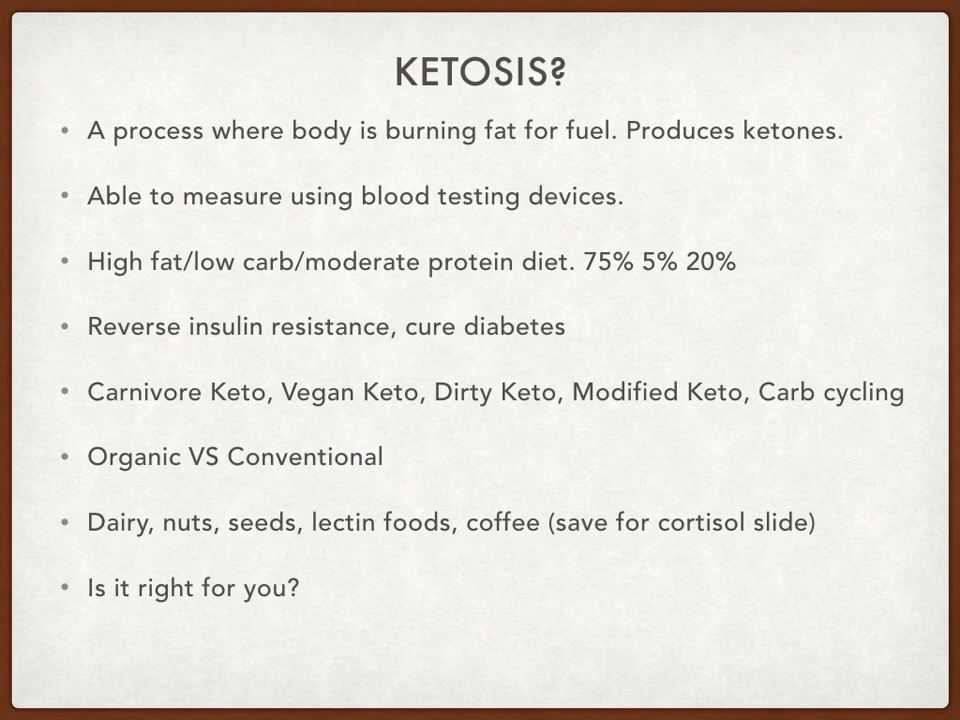 KETOSIS?
• A process where body is burning fat for fuel. Produces ketones.
• Able to measure using blood testing devices.
• High fat/low carb/moderate protein diet. 75% 5% 20%
• Reverse insulin resistance, cure diabetes
• Carnivore Keto, Vegan Keto, Dirty Keto, Modified Keto, Carb cycling
• Organic VS Conventional
• Dairy, nuts, seeds, lectin foods, coffee (save for cortisol slide)
• Is it right for you?